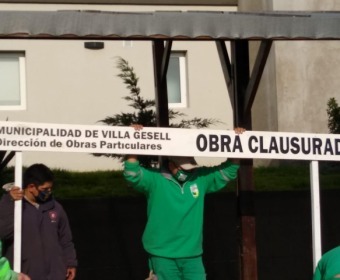 MUNICIPALIDAD DE VILLA GESELL
Dirección de Obras Particulares
OBRA CLAUSURAD